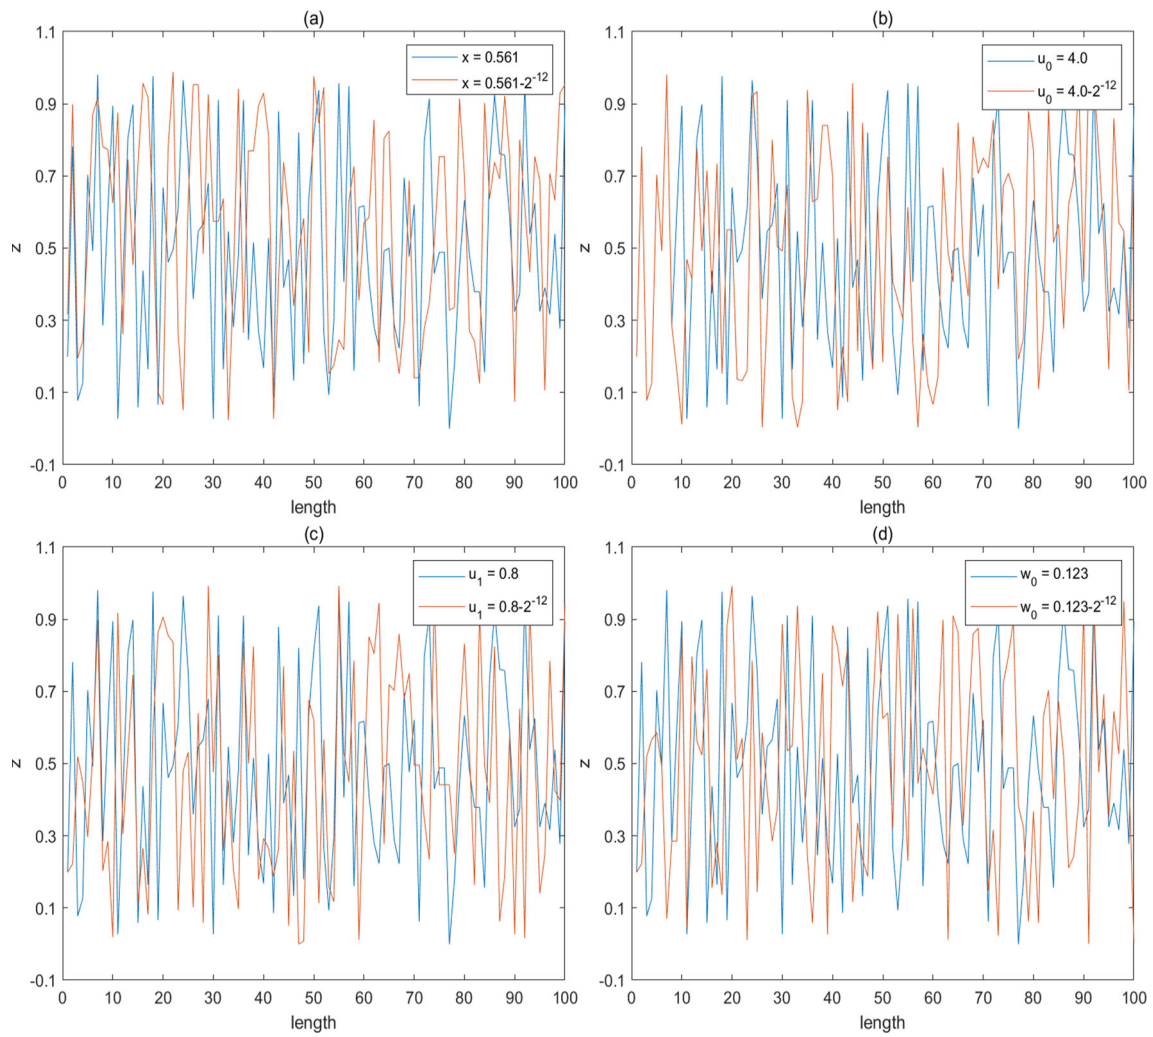 (a)
1.1
0.9
0.7
0.5
0.3
0.1
-0.1
z
x = 0.561
x = 0.561-2^-12
0 10 20 30 40 50 60 70 80 90 100
length
(b)
1.1
0.9
0.7
0.5
0.3
0.1
-0.1
z
u_0 = 4.0
u_0 = 4.0-2^-12
0 10 20 30 40 50 60 70 80 90 100
length
(c)
1.1
0.9
0.7
0.5
0.3
0.1
-0.1
z
u_1 = 0.8
u_1 = 0.8-2^-12
0 10 20 30 40 50 60 70 80 90 100
length
(d)
1.1
0.9
0.7
0.5
0.3
0.1
-0.1
z
w_0 = 0.123
w_0 = 0.123-2^-12
0 10 20 30 40 50 60 70 80 90 100
length